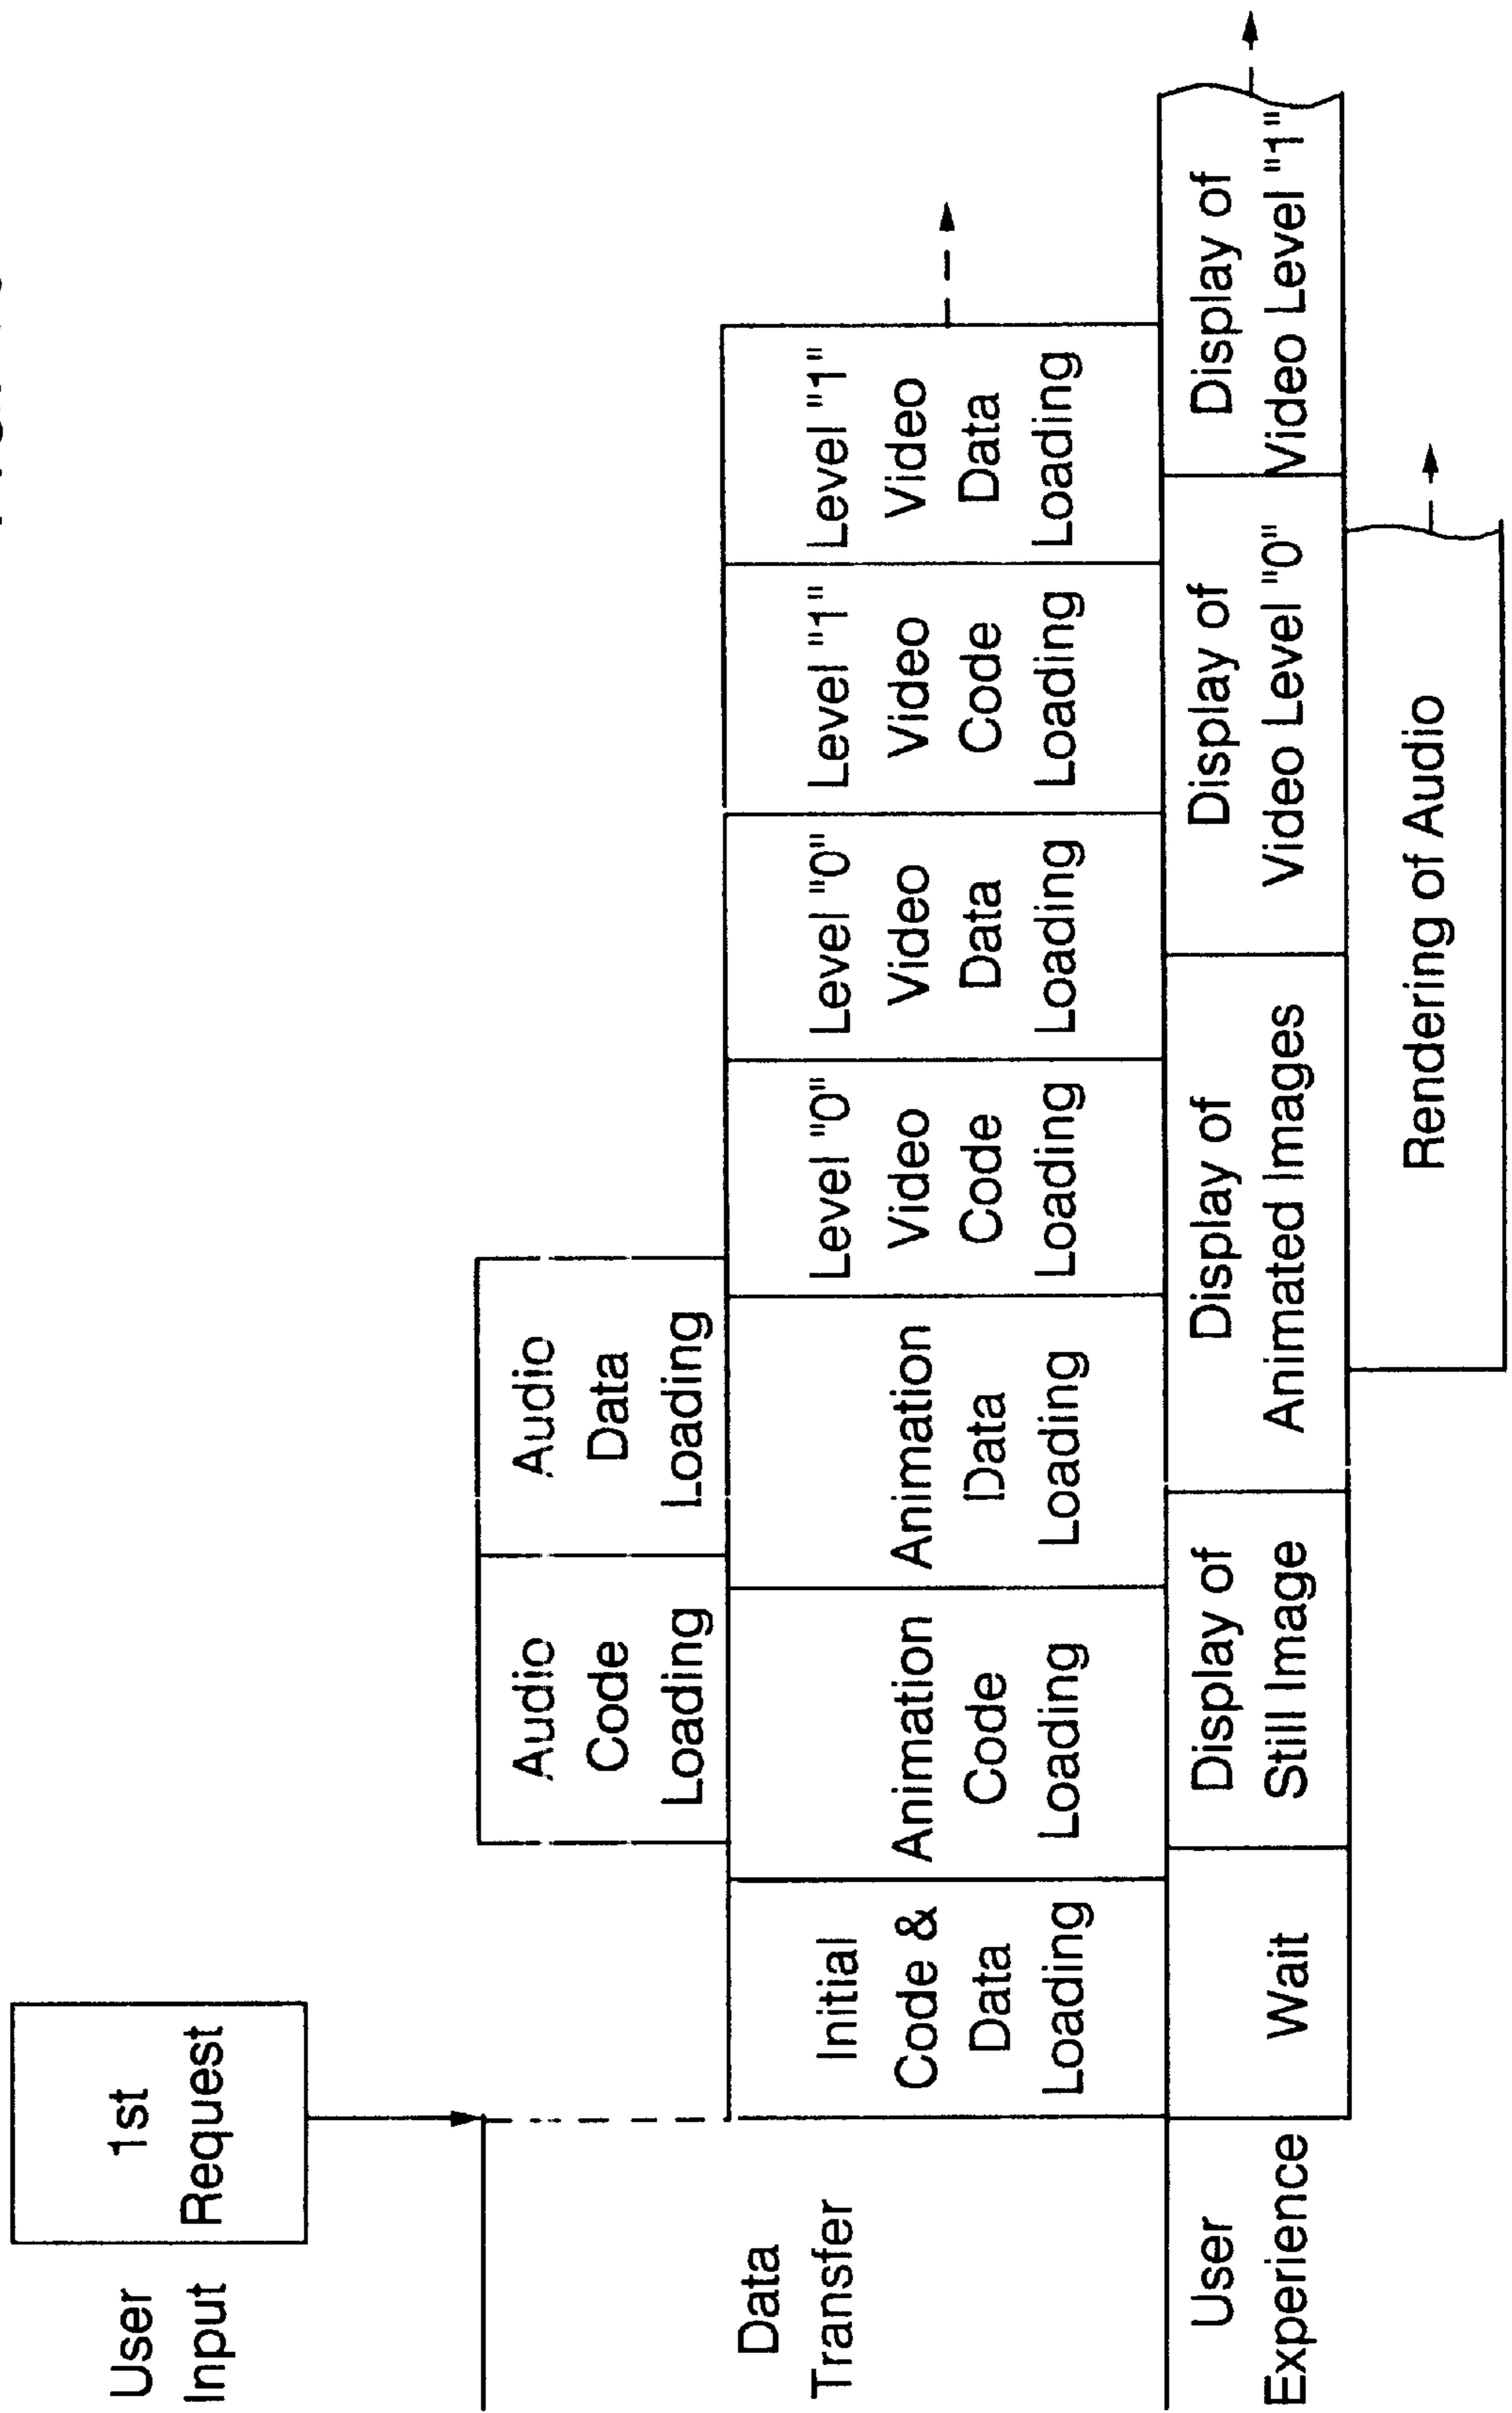 User
Input
1st
Request
Data
Transfer
Audio
Code
Loading
Audio
Data
Loading
Initial
Code &
Data
Loading
Animation
Code
Loading
Animation
Data
Loading
Level "0"
Video
Code
Loading
Level "0"
Video
Data
Loading
Level "1"
Video
Code
Loading
Level "1"
Video
Data
Loading
User
Experience
Wait
Display of
Still Image
Display of
Animated Images
Display of
Video Level "0"
Display of
Video Level "1"
Rendering of Audio